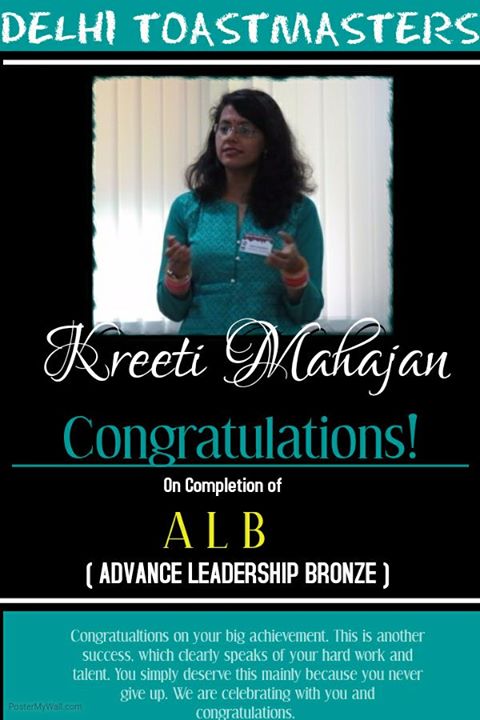 DELHI TOASTMASTERS
Kreeti Mahajan
Congratulations!
On Completion of
A L B
( ADVANCE LEADERSHIP BRONZE )
Congratualtions on your big achievement. This is another
success, which clearly speaks of your hard work and
talent. You simply deserve this mainly because you never
give up. We are celebrating with you and
congratulations.
PosterMyWall.com